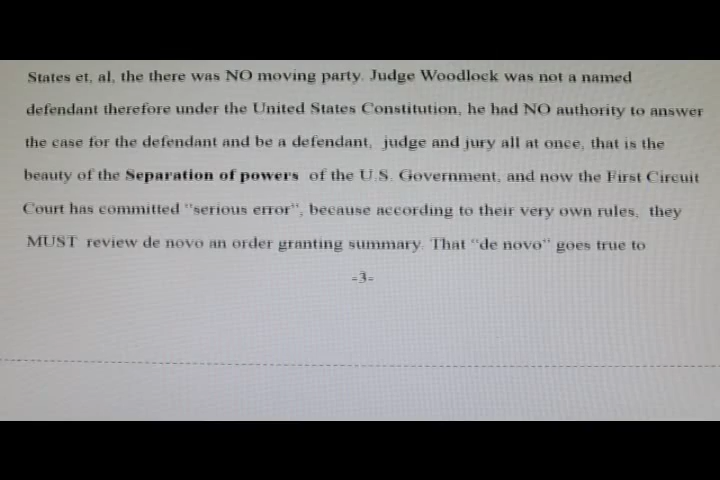 States et, al, the there was NO moving party. Judge Woodlock was not a named
defendant therefore under the United States Constitution, he had NO authority to answer
the case for the defendant and be a defendant,  judge and jury all at once, that is the
beauty of the Separation of powers  of the U.S. Government, and now the First Circuit
Court has committed "serious error", because according to their very own rules,  they
MUST  review de novo an order granting summary. That "de novo" goes true to
-3-